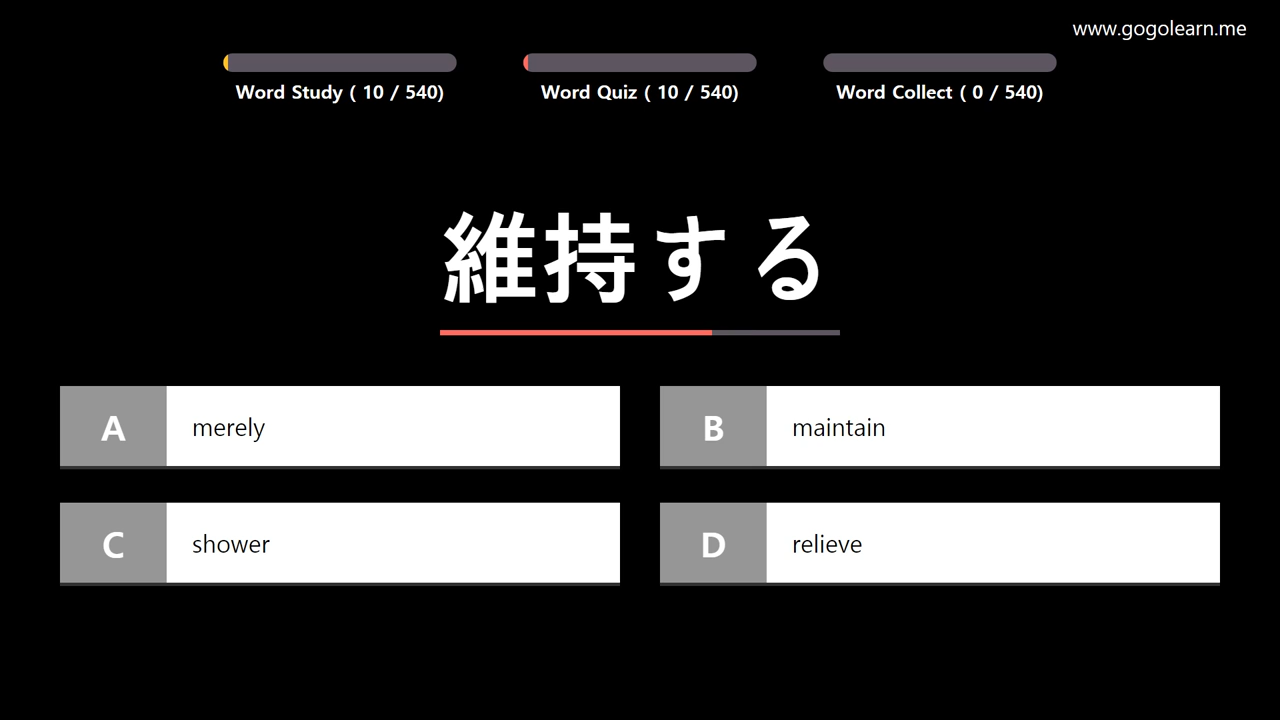 www.gogolearn.me
Word Study ( 10 / 540)
Word Quiz ( 10 / 540)
Word Collect ( 0 / 540)
維持する
A merely
B maintain
C shower
D relieve